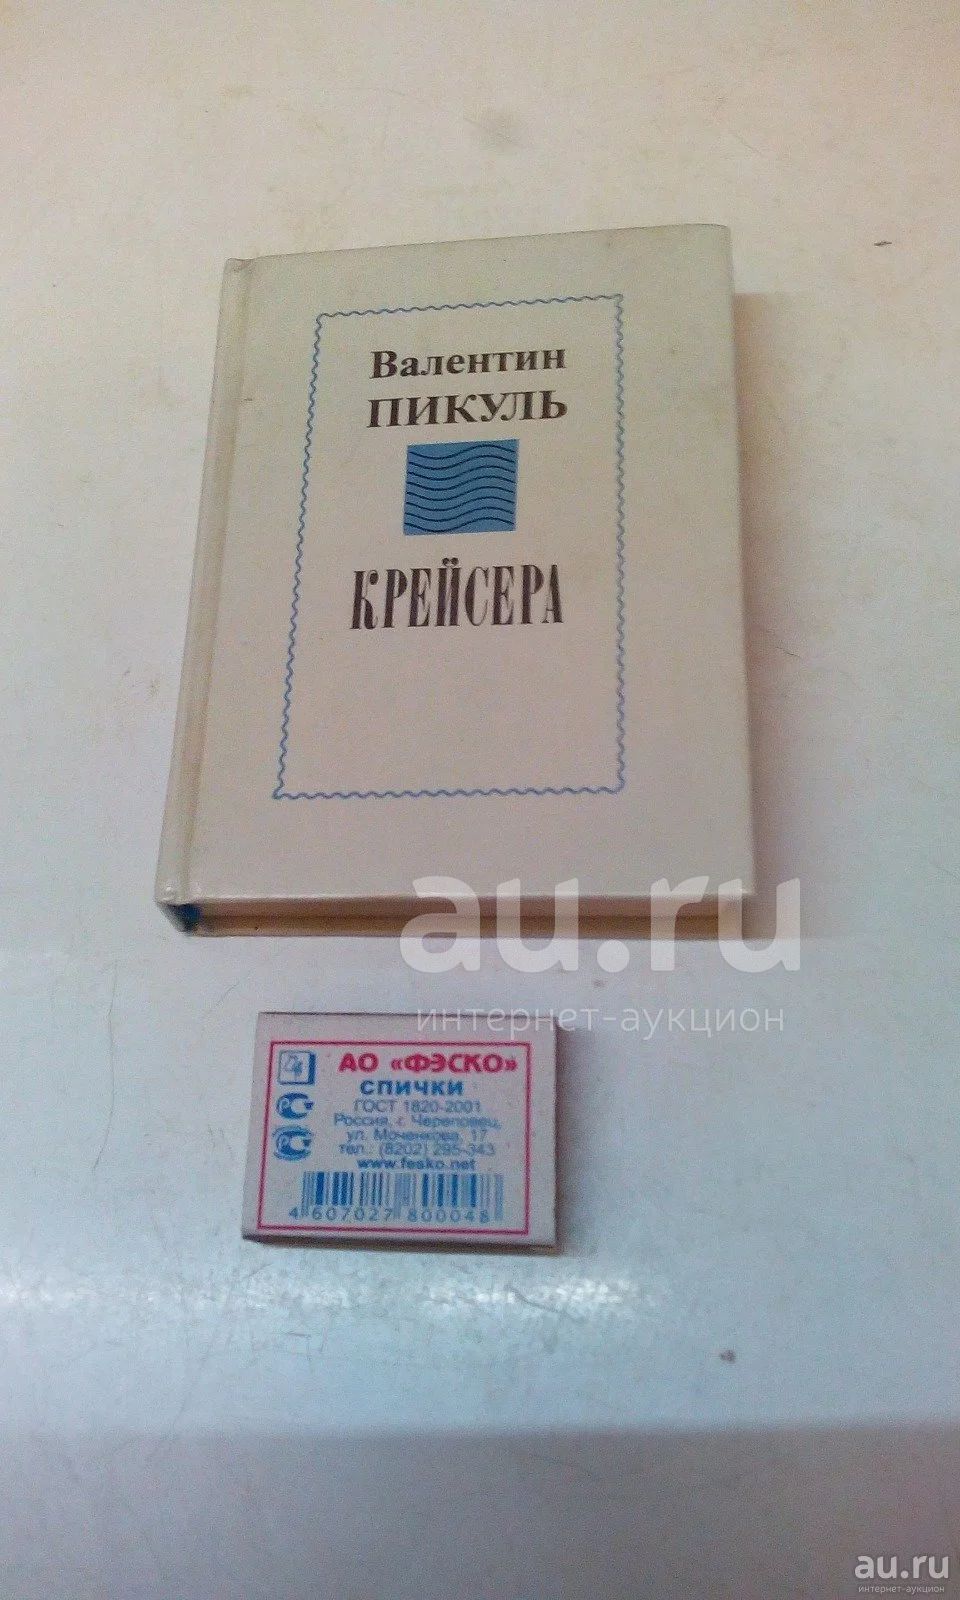 Валентин
ПИКУЛЬ
КРЕЙСЕРА
au.ru
интернет-аукцион
АО «ФЭСКО»
СПИЧКИ
ГОСТ 1820-2001
Россия, г. Череповец,
ул. Моченкова, 17
тел.: (8202) 295-343
www.fesko.net
4 607027 800048
au.ru
интернет-аукцион